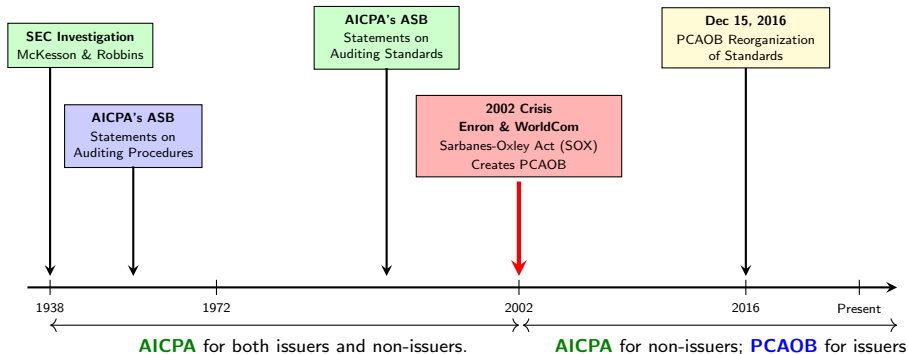 SEC Investigation
McKesson & Robbins
AICPA's ASB
Statements on
Auditing Procedures
AICPA's ASB
Statements on
Auditing Standards
2002 Crisis
Enron & WorldCom
Sarbanes-Oxley Act (SOX)
Creates PCAOB
Dec 15, 2016
PCAOB Reorganization
of Standards
1938
1972
2002
2016
Present
AICPA for both issuers and non-issuers.
AICPA for non-issuers; PCAOB for issuers